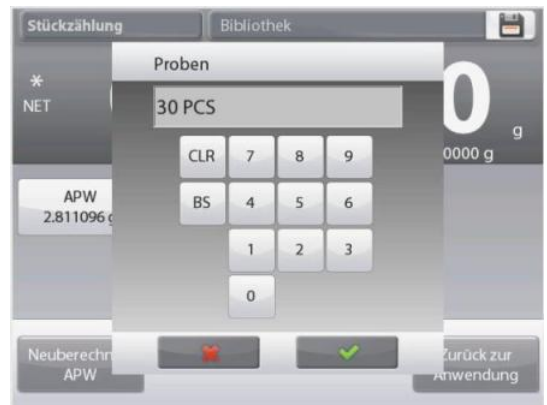 Stückzählung Bibliothek
Proben
*
NET
30 PCS
0
g
0000 g
CLR 7 8 9
APW
2.811096 g
BS 4 5 6
1 2 3
0
Neuberechn
APW
Zurück zur
Anwendung